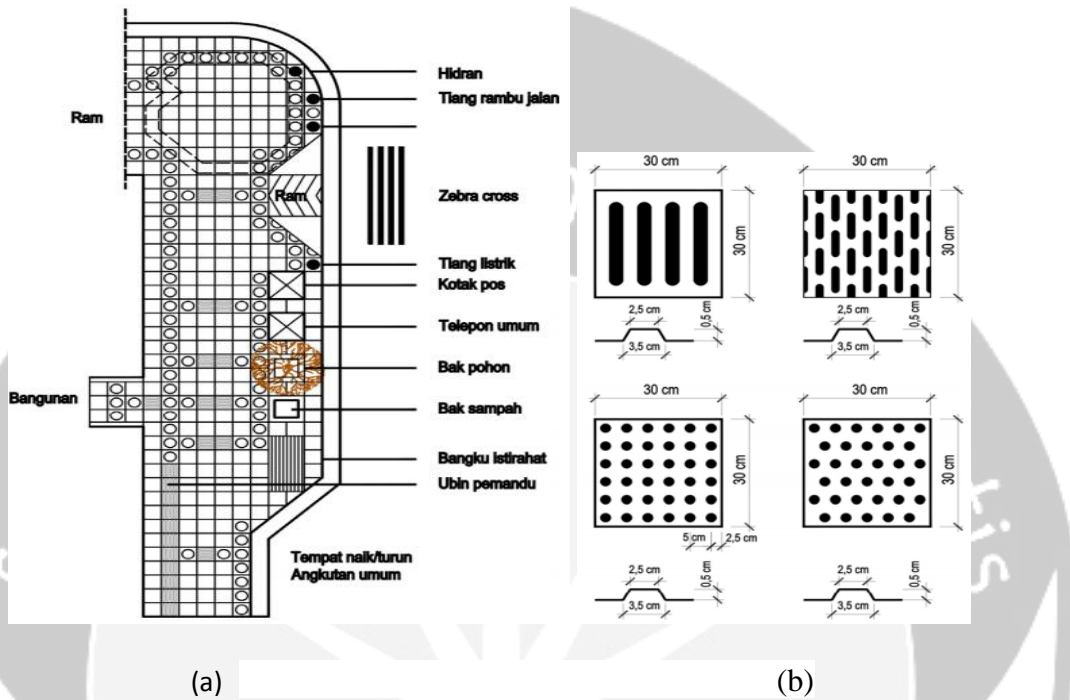 Ram
Hidran
Tiang rambu jalan
Zebra cross
Ram
Tiang listrik
Kotak pos
Telepon umum
Bak pohon
Bangunan
Bak sampah
Bangku istirahat
Ubin pemandu
Tempat naik/turun
Angkutan umum
(a)
30 cm
30 cm
30 cm
30 cm
2,5 cm
0,5 cm
3,5 cm
2,5 cm
0,5 cm
3,5 cm
30 cm
30 cm
30 cm
30 cm
5 cm
2,5 cm
2,5 cm
0,5 cm
3,5 cm
2,5 cm
0,5 cm
3,5 cm
(b)